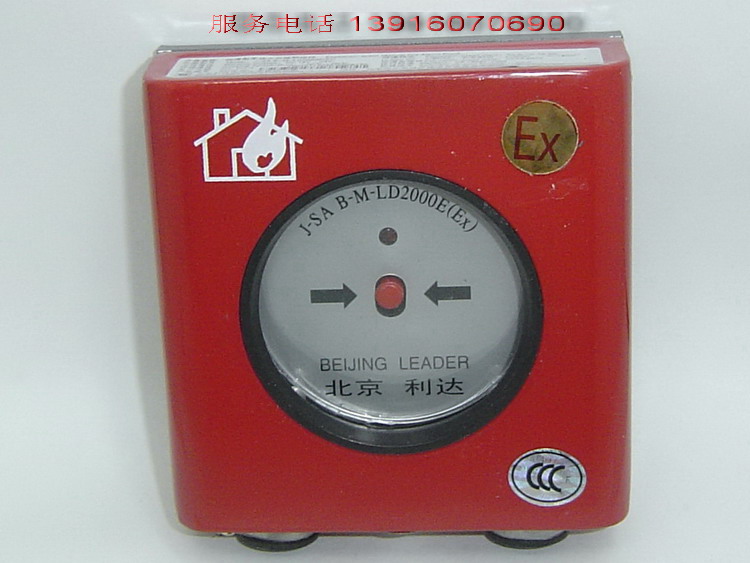 服务电话 13916070690
Ex
J-SA B-M-LD2000E(Ex)
BEIJING LEADER
北京 利达
CCC